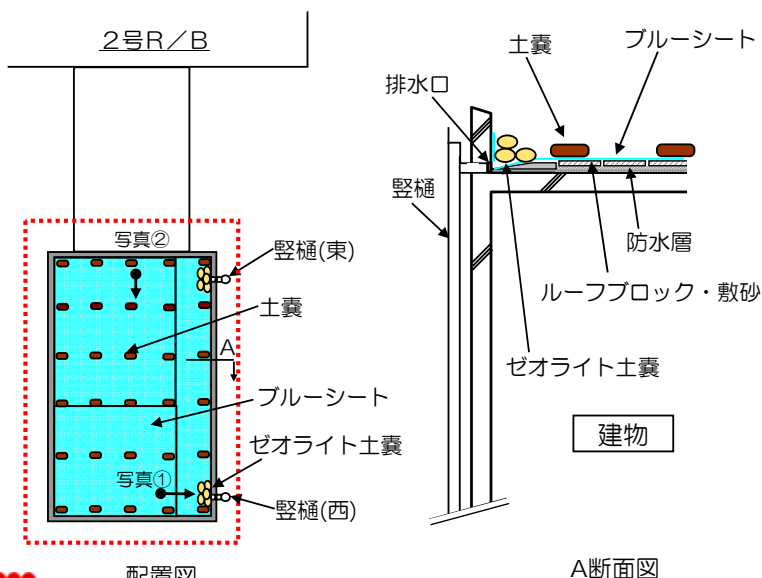 2号R／B
写真②
竪樋(東)
土嚢
A
ブルーシート
ゼオライト土嚢
写真①
竪樋(西)
配置図
土嚢
ブルーシート
排水口
竪樋
防水層
ルーフブロック・敷砂
ゼオライト土嚢
建物
A断面図